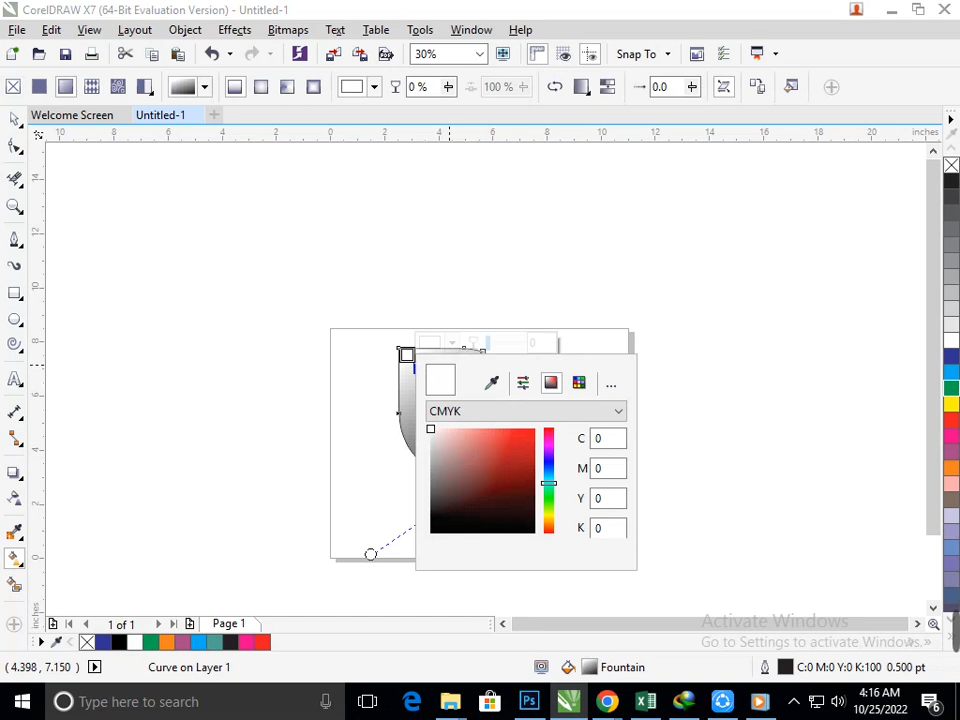 CorelDRAW X7 (64-Bit Evaluation Version) - Untitled-1
File Edit View Layout Object Effects Bitmaps Text Table Tools Window Help
30% Snap To
0 % 100 % 0.0
Welcome Screen Untitled-1
10 8 6 4 2 0 2 4 6 8 10 12 14 16 18 20 inches
14
12
10
8
6
4
2
0
inches
0
CMYK
C 0
M 0
Y 0
K 0
...
1 of 1 Page 1
Activate Windows
Go to Settings to activate Windows.
(4.398, 7.150) Curve on Layer 1 Fountain C:0 M:0 Y:0 K:100 0.500 pt
Type here to search
4:16 AM
10/25/2022
6